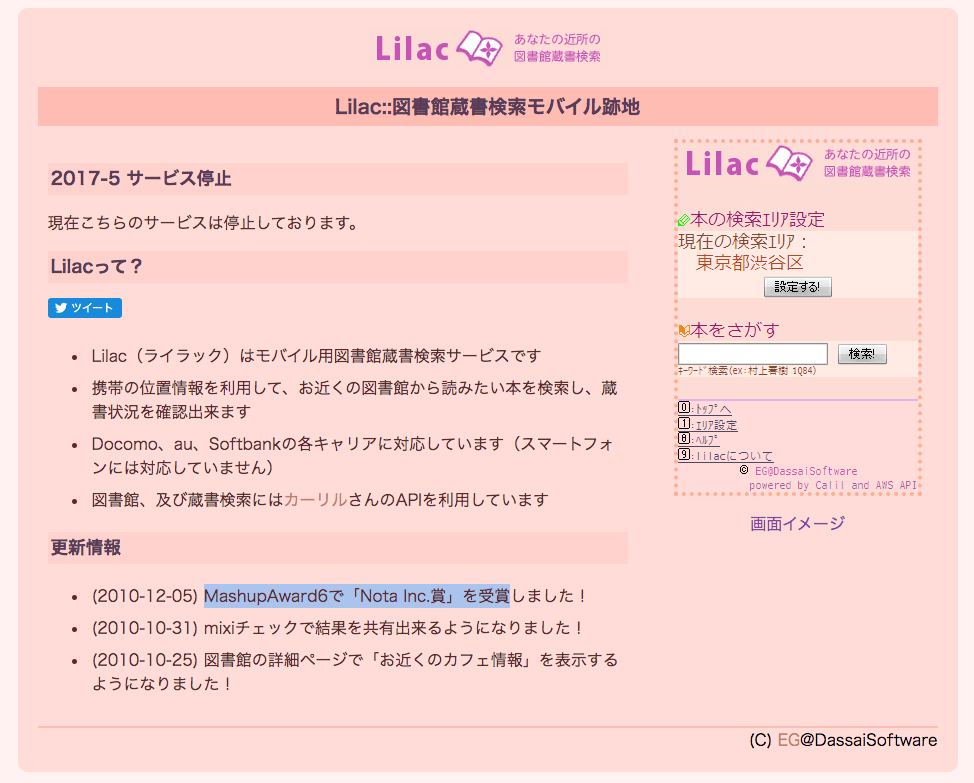 Lilac あなたの近所の
図書館蔵書検索
Lilac::図書館蔵書検索モバイル跡地
2017-5 サービス停止
現在こちらのサービスは停止しております。
Lilacって？
ツイート
Lilac（ライラック）はモバイル用図書館蔵書検索サービスです
携帯の位置情報を利用して、お近くの図書館から読みたい本を検索し、蔵
書状況を確認出来ます
Docomo、au、Softbankの各キャリアに対応しています（スマートフォ
ンには対応していません）
図書館、及び蔵書検索にはカーリルさんのAPIを利用しています
更新情報
(2010-12-05) MashupAward6で「Nota Inc.賞」を受賞しました！
(2010-10-31) mixiチェックで結果を共有出来るようになりました！
(2010-10-25) 図書館の詳細ページで「お近くのカフェ情報」を表示する
ようになりました！
Lilac あなたの近所の
図書館蔵書検索
本の検索ｴﾘｱ設定
現在の検索ｴﾘｱ：
東京都渋谷区
設定する!
本をさがす
検索!
ｷｰﾜｰﾄﾞ検索(ex:村上春樹 1Q84)
0:ﾄｯﾌﾟへ
1:ｴﾘｱ設定
8:ﾍﾙﾌﾟ
9:lilacについて
© EG@DassaiSoftware
powered by Calil and AWS API
画面イメージ
(C) EG@DassaiSoftware